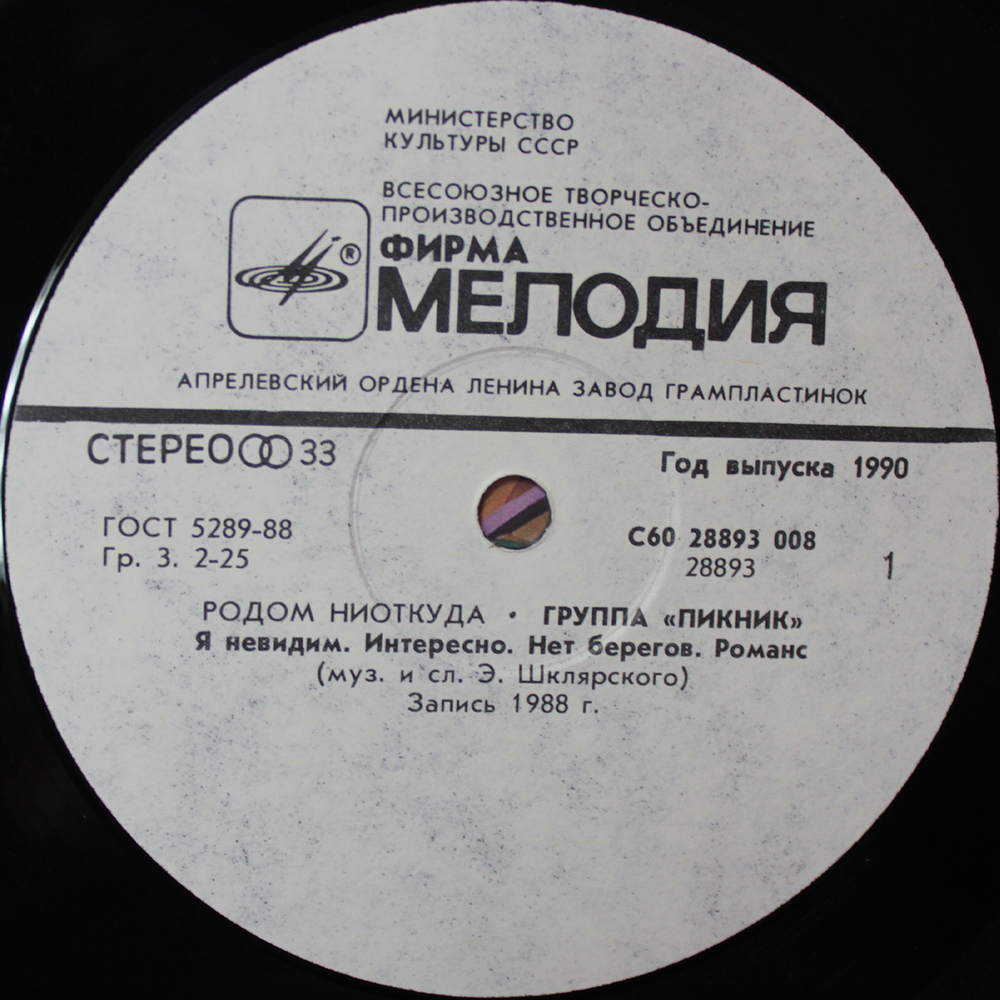 МИНИСТЕРСТВО
КУЛЬТУРЫ СССР
ВСЕСОЮЗНОЕ ТВОРЧЕСКО-
ПРОИЗВОДСТВЕННОЕ ОБЪЕДИНЕНИЕ
®
ФИРМА
МЕЛОДИЯ
АПРЕЛЕВСКИЙ ОРДЕНА ЛЕНИНА ЗАВОД ГРАМПЛАСТИНОК
СТЕРЕО 33
Год выпуска 1990
ГОСТ 5289-88
Гр. 3. 2-25
С60 28893 008
28893
1
РОДОМ НИОТКУДА • ГРУППА «ПИКНИК»
Я невидим. Интересно. Нет берегов. Романс
(муз. и сл. Э. Шклярского)
Запись 1988 г.